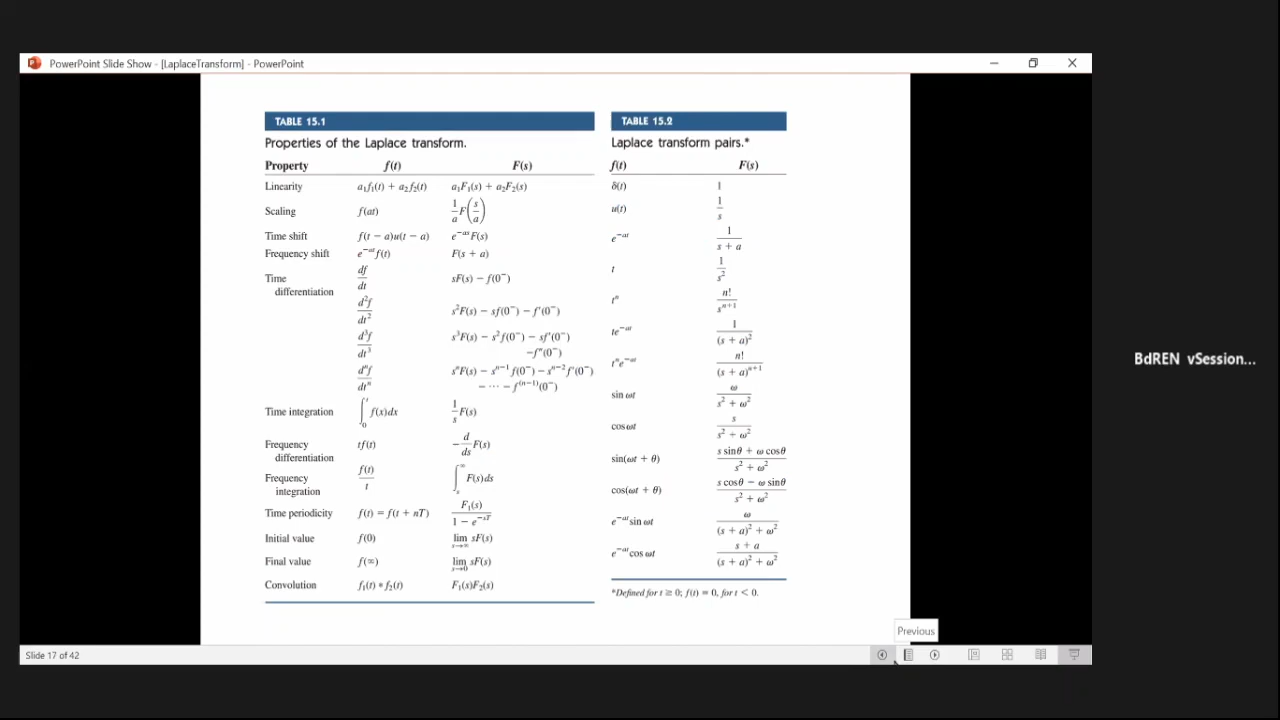 PowerPoint Slide Show - [LaplaceTransform] - PowerPoint
TABLE 15.1
Properties of the Laplace transform.
Property f(t) F(s)
Linearity a₁f₁(t) + a₂f₂(t) a₁F₁(s) + a₂F₂(s)
Scaling f(at) 1/a F(s/a)
Time shift f(t − a)u(t − a) e^−as F(s)
Frequency shift e^−at f(t) F(s + a)
Time differentiation df/dt sF(s) − f(0⁻)
d²f/dt² s²F(s) − sf(0⁻) − f′(0⁻)
d³f/dt³ s³F(s) − s²f(0⁻) − sf′(0⁻)
−f″(0⁻)
dⁿf/dtⁿ sⁿF(s) − s^n−1 f(0⁻) − s^n−2 f′(0⁻)
− ⋯ − f^(n−1)(0⁻)
Time integration ∫₀ᵗ f(x)dx 1/s F(s)
Frequency differentiation tf(t) −d/ds F(s)
Frequency integration f(t)/t ∫ₛ^∞ F(s)ds
Time periodicity f(t) = f(t + nT) F₁(s)/(1 − e^−sT)
Initial value f(0) lim s→∞ sF(s)
Final value f(∞) lim s→0 sF(s)
Convolution f₁(t) * f₂(t) F₁(s)F₂(s)
TABLE 15.2
Laplace transform pairs.*
f(t) F(s)
δ(t) 1
u(t) 1/s
e^−at 1/(s + a)
t 1/s²
tⁿ n!/s^n+1
te^−at 1/(s + a)²
tⁿe^−at n!/(s + a)^n+1
sin ωt ω/(s² + ω²)
cos ωt s/(s² + ω²)
sin(ωt + θ) (s sinθ + ω cosθ)/(s² + ω²)
cos(ωt + θ) (s cosθ − ω sinθ)/(s² + ω²)
e^−at sin ωt ω/((s + a)² + ω²)
e^−at cos ωt (s + a)/((s + a)² + ω²)
*Defined for t ≥ 0; f(t) = 0, for t < 0.
Previous
Slide 17 of 42
BdREN vSession...